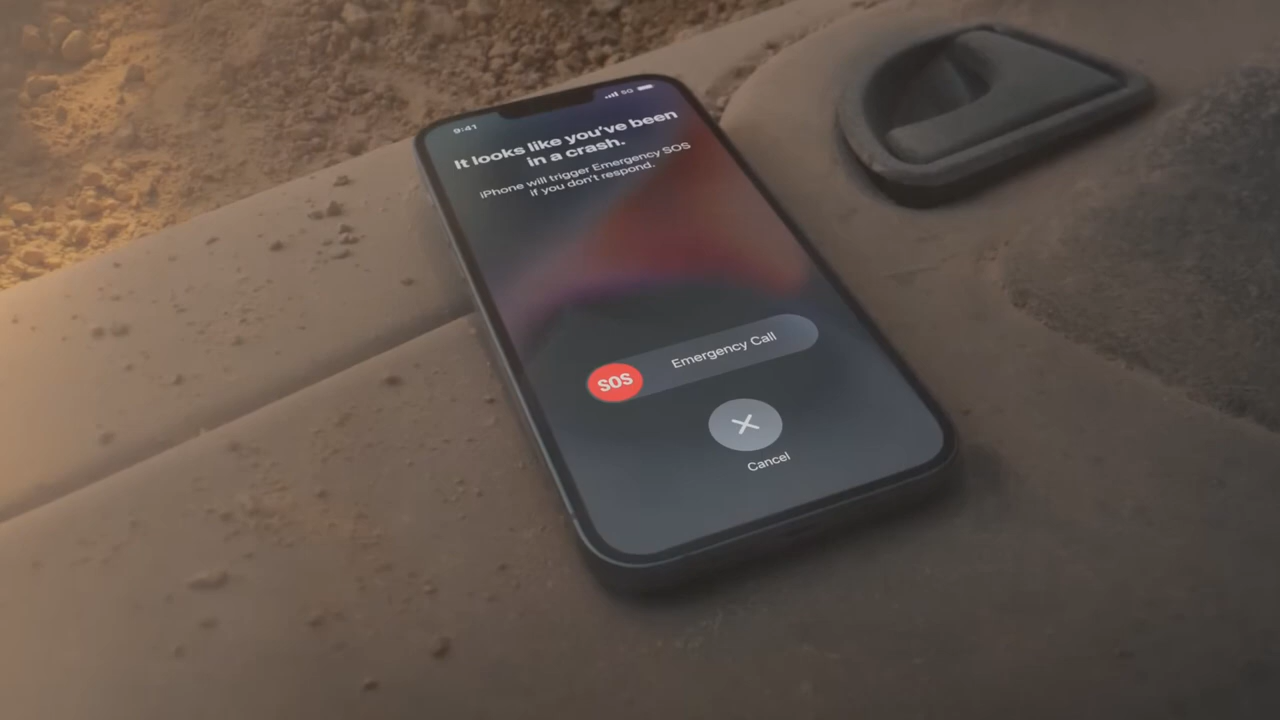 9:41
5G
It looks like you've been
in a crash.
iPhone will trigger Emergency SOS
if you don't respond.
SOS
Emergency Call
Cancel